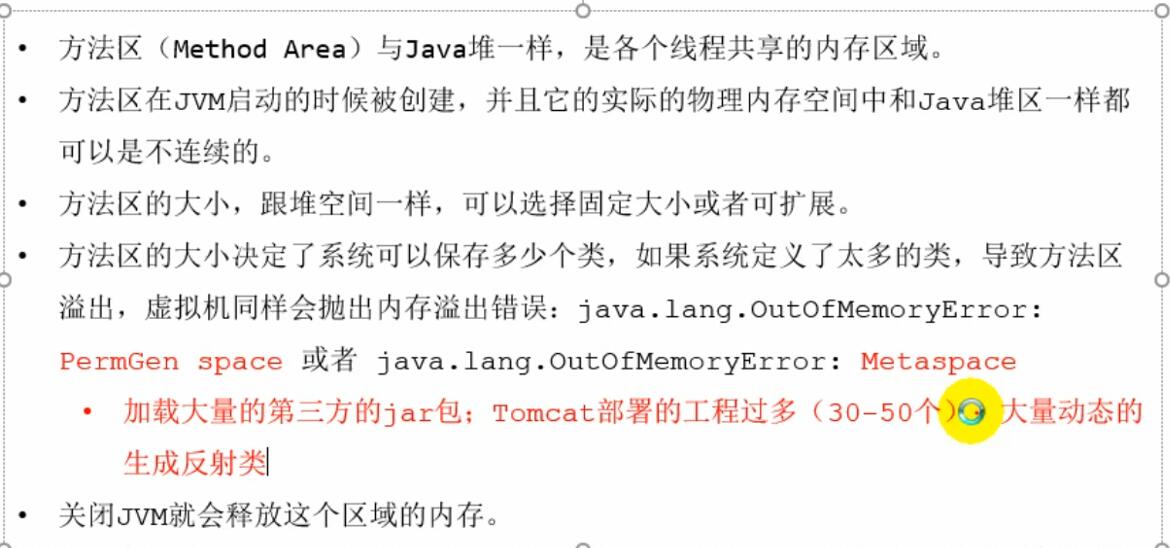 • 方法区（Method Area）与Java堆一样，是各个线程共享的内存区域。
• 方法区在JVM启动的时候被创建，并且它的实际的物理内存空间中和Java堆区一样都
可以是不连续的。
• 方法区的大小，跟堆空间一样，可以选择固定大小或者可扩展。
• 方法区的大小决定了系统可以保存多少个类，如果系统定义了太多的类，导致方法区
溢出，虚拟机同样会抛出内存溢出错误：java.lang.OutOfMemoryError:
PermGen space 或者 java.lang.OutOfMemoryError: Metaspace
• 加载大量的第三方的jar包；Tomcat部署的工程过多（30-50个） 大量动态的
生成反射类
• 关闭JVM就会释放这个区域的内存。